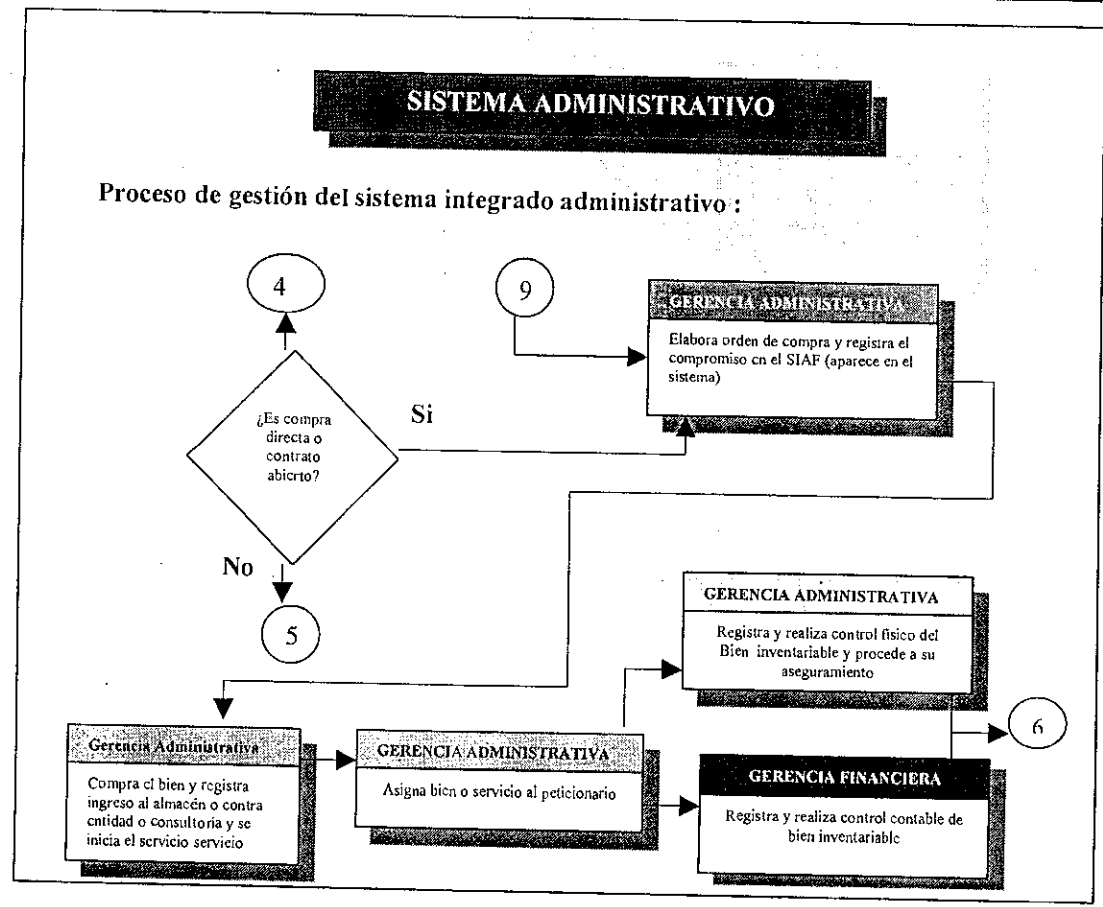 SISTEMA ADMINISTRATIVO
Proceso de gestión del sistema integrado administrativo :
4
9
GERENCIA ADMINISTRATIVA
Elabora orden de compra y registra el
compromiso en el SIAF (aparece en el
sistema)
¿Es compra
directa o
contrato
abierto?
Si
No
5
GERENCIA ADMINISTRATIVA
Registra y realiza control fisico del
Bien inventariable y procede a su
aseguramiento
6
Gerencia Administrativa
Compra el bien y registra
ingreso al almacén o contra
entidad o consultoria y se
inicia el servicio servicio
GERENCIA ADMINISTRATIVA
Asigna bien o servicio al peticionario
GERENCIA FINANCIERA
Registra y realiza control contable de
bien inventariable